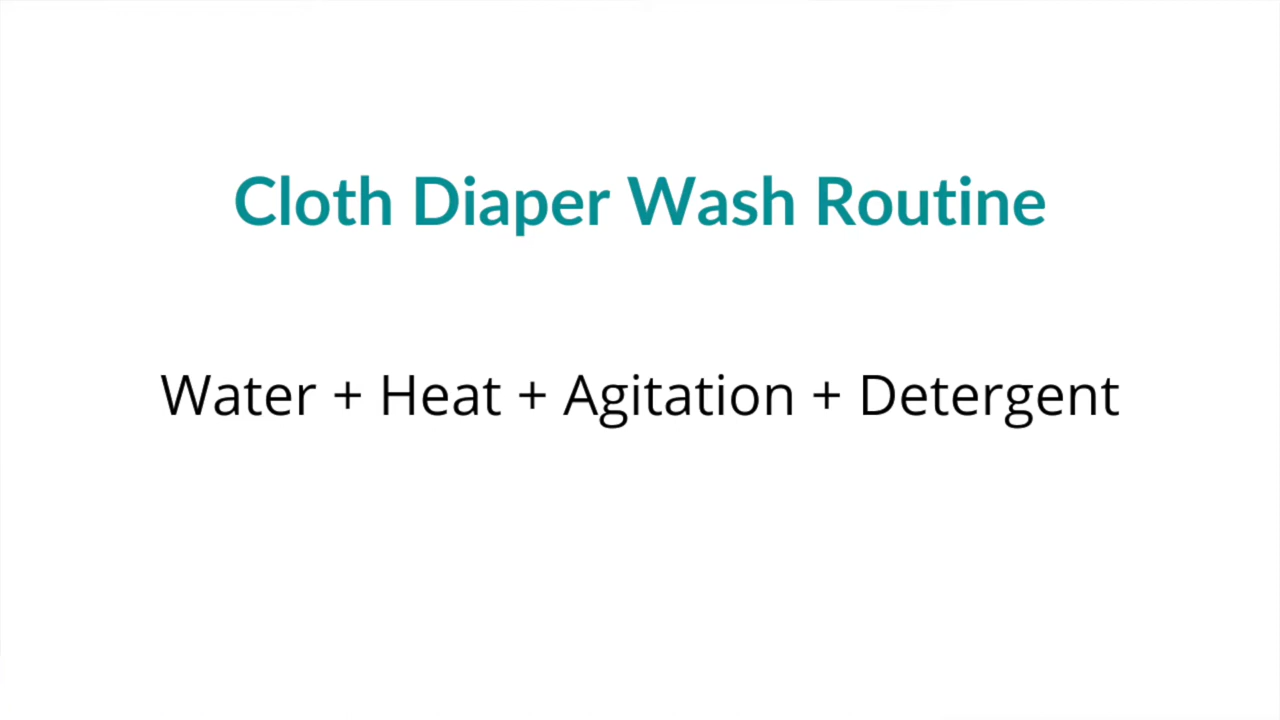 Cloth Diaper Wash Routine
Water + Heat + Agitation + Detergent